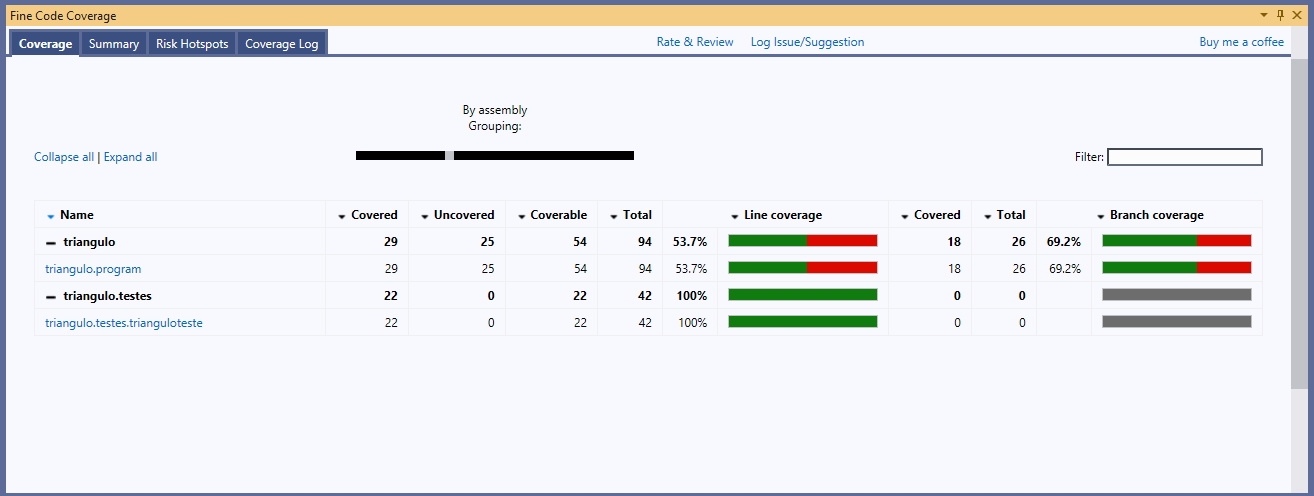 Fine Code Coverage
Coverage Summary Risk Hotspots Coverage Log Rate & Review Log Issue/Suggestion Buy me a coffee
By assembly
Grouping:
Collapse all | Expand all Filter:
Name Covered Uncovered Coverable Total Line coverage Covered Total Branch coverage
triangulo 29 25 54 94 53.7% 18 26 69.2%
triangulo.program 29 25 54 94 53.7% 18 26 69.2%
triangulo.testes 22 0 22 42 100% 0 0
triangulo.testes.trianguloteste 22 0 22 42 100% 0 0